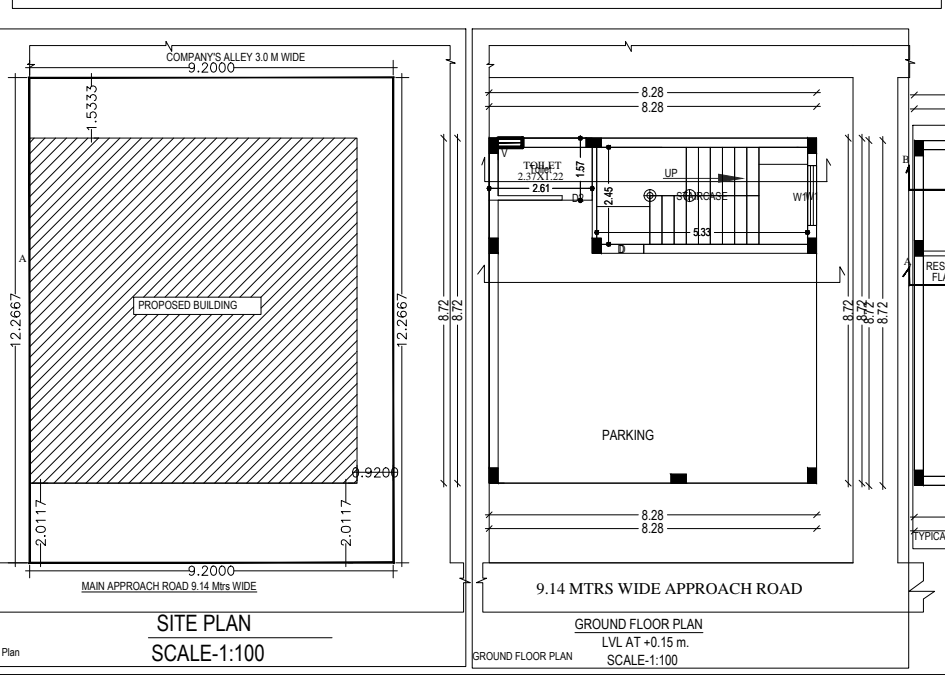 COMPANY'S ALLEY 3.0 M WIDE
9.2000
1.5333
A
PROPOSED BUILDING
12.2667
12.2667
0.9200
2.0117
2.0117
9.2000
MAIN APPROACH ROAD 9.14 Mtrs WIDE
SITE PLAN
SCALE-1:100
Plan
8.72
8.72
8.28
8.28
V
TOILET
2.37X1.22
2.61
1.57
D2
2.45
UP
STAIRCASE
W1
W1
5.33
D
8.72
8.72
8.72
8.72
PARKING
8.28
8.28
9.14 MTRS WIDE APPROACH ROAD
GROUND FLOOR PLAN
LVL AT +0.15 m.
SCALE-1:100
GROUND FLOOR PLAN
B
A
RES
FLA
TYPICA